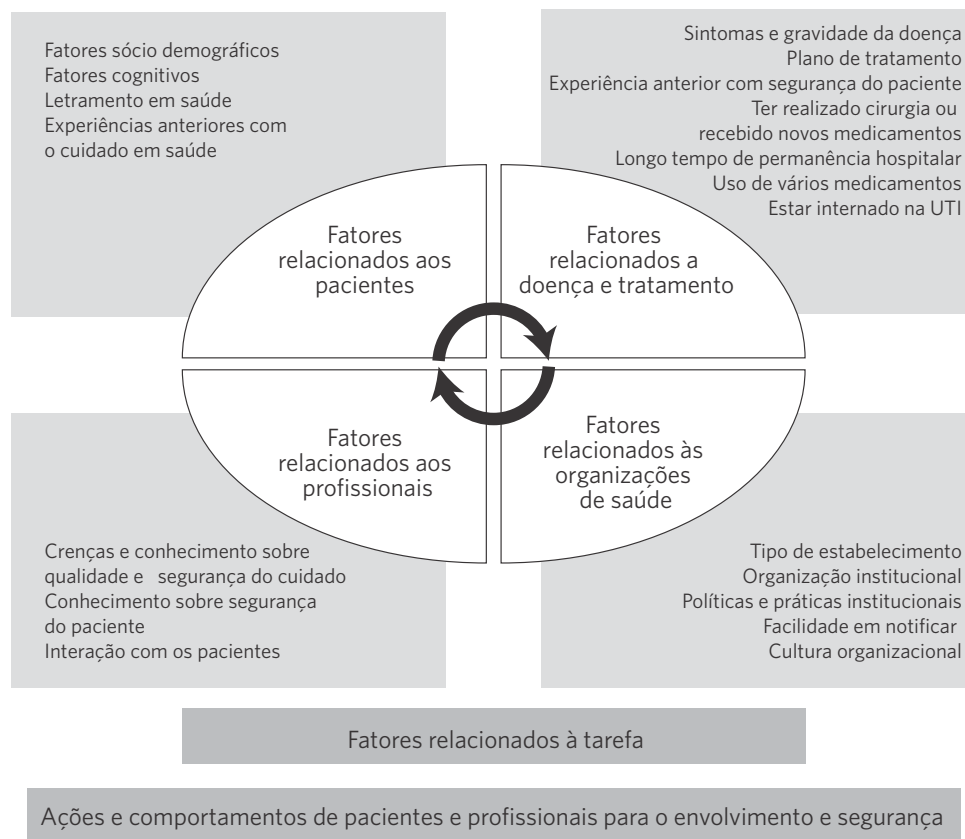 Fatores sócio demográficos
Fatores cognitivos
Letramento em saúde
Experiências anteriores com
o cuidado em saúde
Sintomas e gravidade da doença
Plano de tratamento
Experiência anterior com segurança do paciente
Ter realizado cirurgia ou
recebido novos medicamentos
Longo tempo de permanência hospitalar
Uso de vários medicamentos
Estar internado na UTI
Fatores
relacionados aos
pacientes
Fatores
relacionados a
doença e tratamento
Fatores
relacionados aos
profissionais
Fatores
relacionados às
organizações
de saúde
Crenças e conhecimento sobre
qualidade e segurança do cuidado
Conhecimento sobre segurança
do paciente
Interação com os pacientes
Tipo de estabelecimento
Organização institucional
Políticas e práticas institucionais
Facilidade em notificar
Cultura organizacional
Fatores relacionados à tarefa
Ações e comportamentos de pacientes e profissionais para o envolvimento e segurança